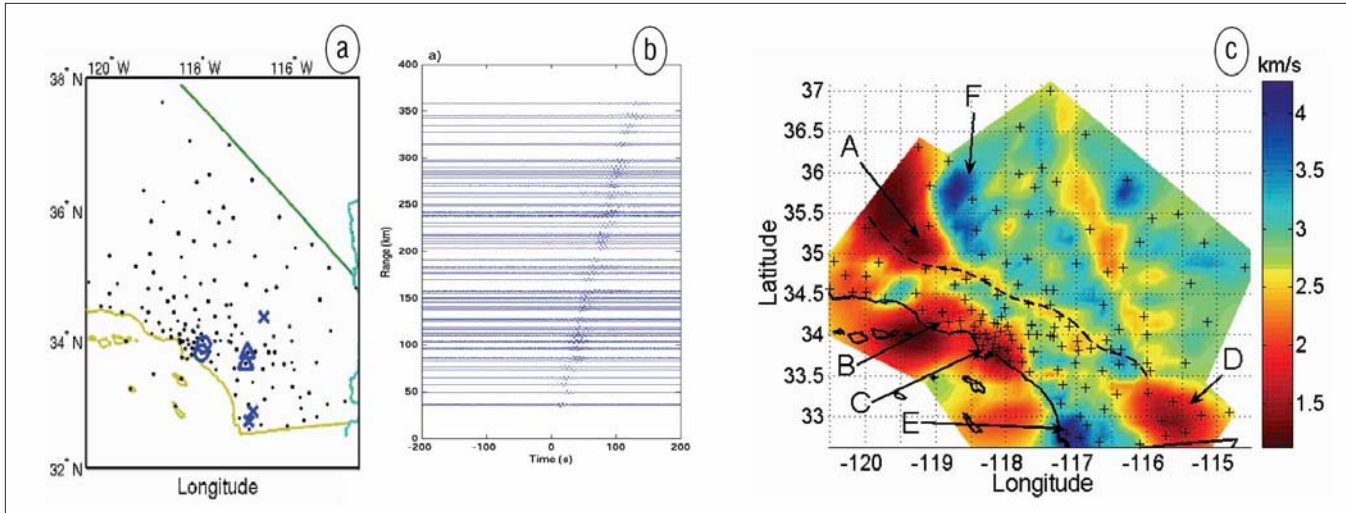 a
120° W
118° W
116° W
38° N
36° N
34° N
32° N
Longitude
b
a)
400
350
300
250
200
150
100
50
0
Range (km)
-200
-100
0
100
200
Time (s)
c
km/s
4
3.5
3
2.5
2
1.5
37
36.5
36
35.5
35
34.5
34
33.5
33
Latitude
A
F
B
C
E
D
-120
-119
-118
-117
-116
-115
Longitude